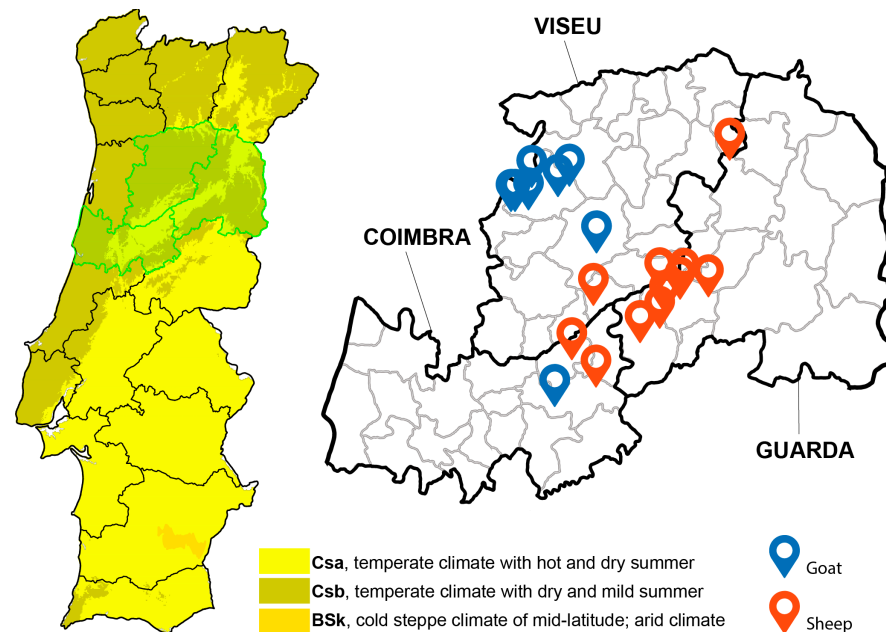 VISEU
COIMBRA
GUARDA
Csa, temperate climate with hot and dry summer
Csb, temperate climate with dry and mild summer
BSk, cold steppe climate of mid-latitude; arid climate
Goat
Sheep